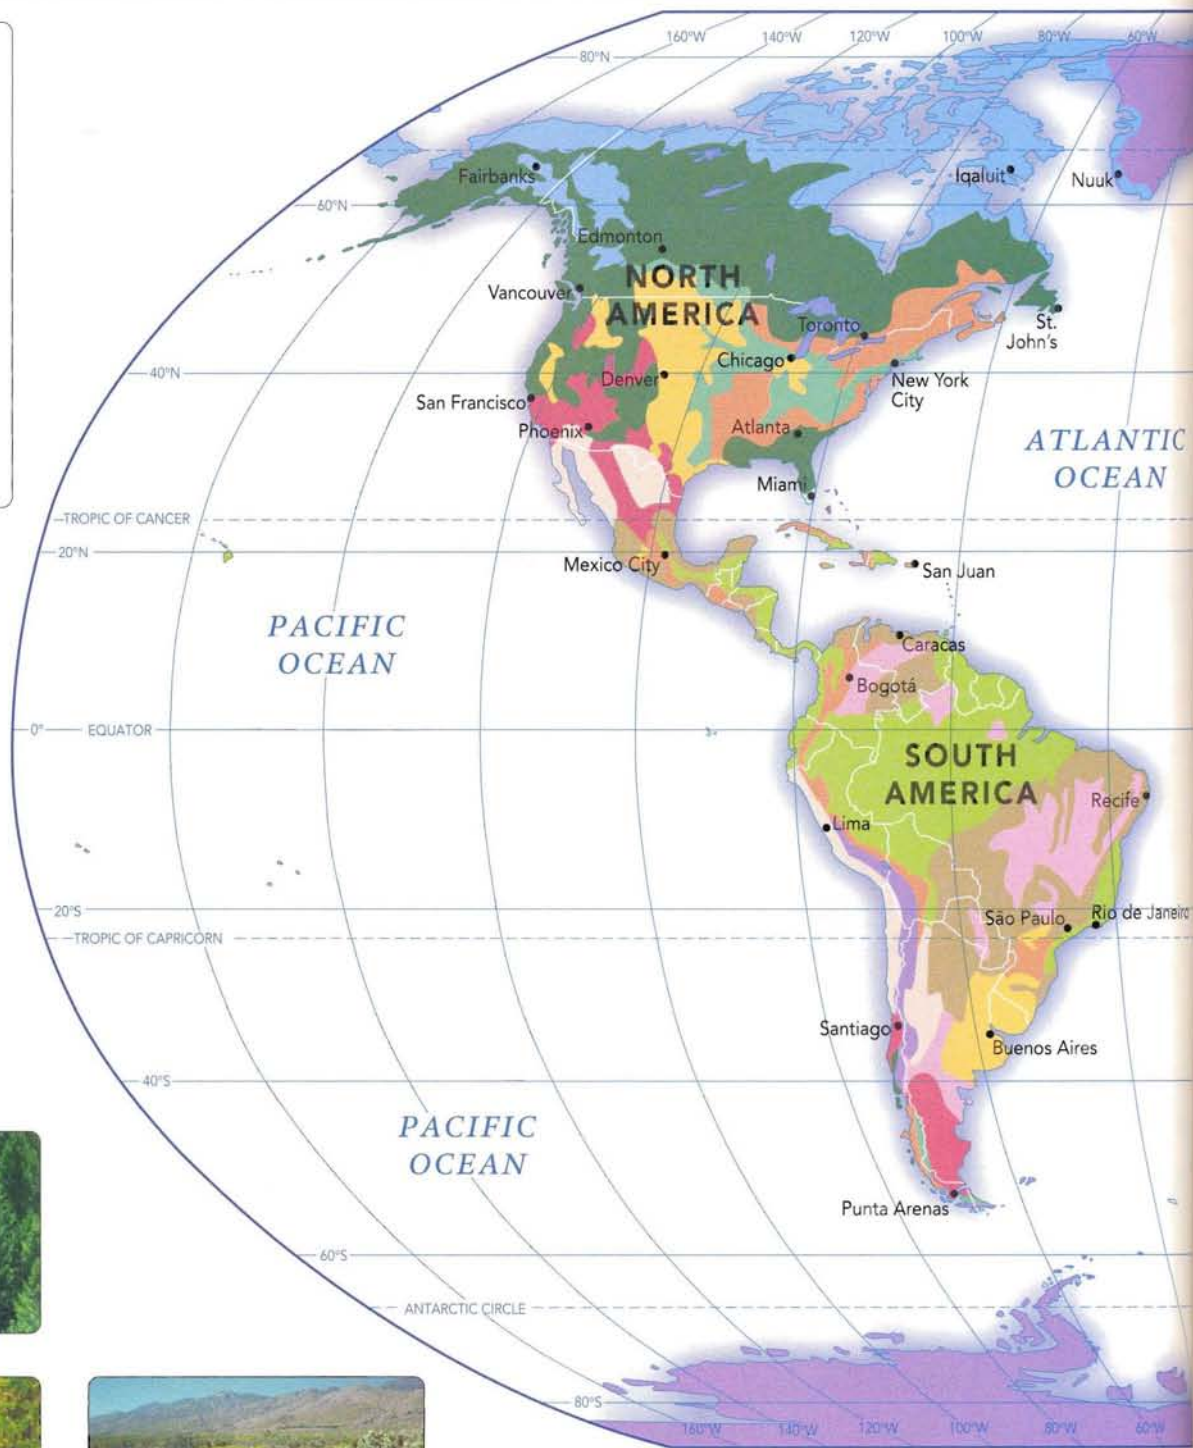 160°W 140°W 120°W 100°W 80°W 60°W
80°N
Fairbanks
Iqaluit
Nuuk
60°N
Edmonton
NORTH
AMERICA
Vancouver
Toronto
St.
John's
Chicago
40°N
Denver
New York
City
San Francisco
Phoenix
Atlanta
ATLANTIC
OCEAN
Miami
TROPIC OF CANCER
20°N
Mexico City
San Juan
PACIFIC
OCEAN
Caracas
Bogotá
0° EQUATOR
SOUTH
AMERICA
Recife
Lima
20°S
São Paulo
Rio de Janeiro
TROPIC OF CAPRICORN
Santiago
Buenos Aires
40°S
PACIFIC
OCEAN
Punta Arenas
60°S
ANTARCTIC CIRCLE
80°S
160°W 140°W 120°W 100°W 80°W 60°W